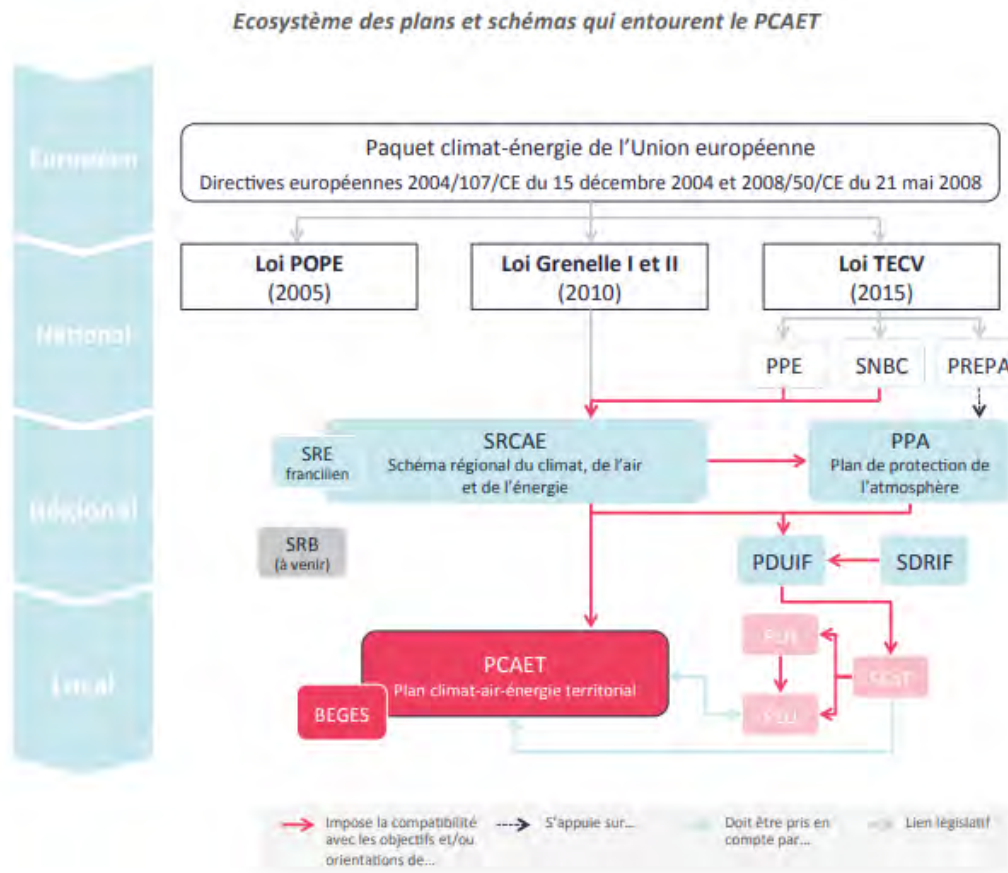 Ecosystème des plans et schémas qui entourent le PCAET
Européen
Paquet climat-énergie de l'Union européenne
Directives européennes 2004/107/CE du 15 décembre 2004 et 2008/50/CE du 21 mai 2008
National
Loi POPE
(2005)
Loi Grenelle I et II
(2010)
Loi TECV
(2015)
PPE
SNBC
PREPA
Régional
SRE
francilien
SRCAE
Schéma régional du climat, de l'air
et de l'énergie
PPA
Plan de protection de
l'atmosphère
SRB
(à venir)
PDUIF
SDRIF
Local
PCAET
Plan climat-air-énergie territorial
BEGES
PLU
Impose la compatibilité
avec les objectifs et/ou
orientations de...
S'appuie sur...
Doit être pris en
compte par...
Lien législatif